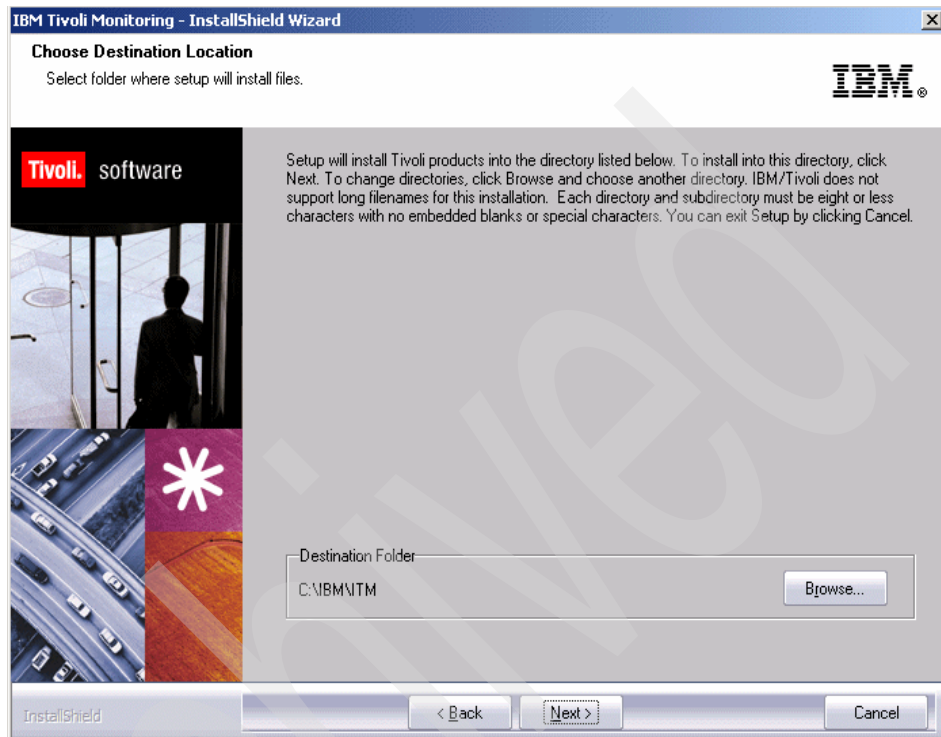 IBM Tivoli Monitoring - InstallShield Wizard
Choose Destination Location
Select folder where setup will install files.
IBM®
Tivoli. software
Setup will install Tivoli products into the directory listed below. To install into this directory, click
Next. To change directories, click Browse and choose another directory. IBM/Tivoli does not
support long filenames for this installation. Each directory and subdirectory must be eight or less
characters with no embedded blanks or special characters. You can exit Setup by clicking Cancel.
Destination Folder
C:\IBM\ITM
Browse...
InstallShield
< Back
Next >
Cancel